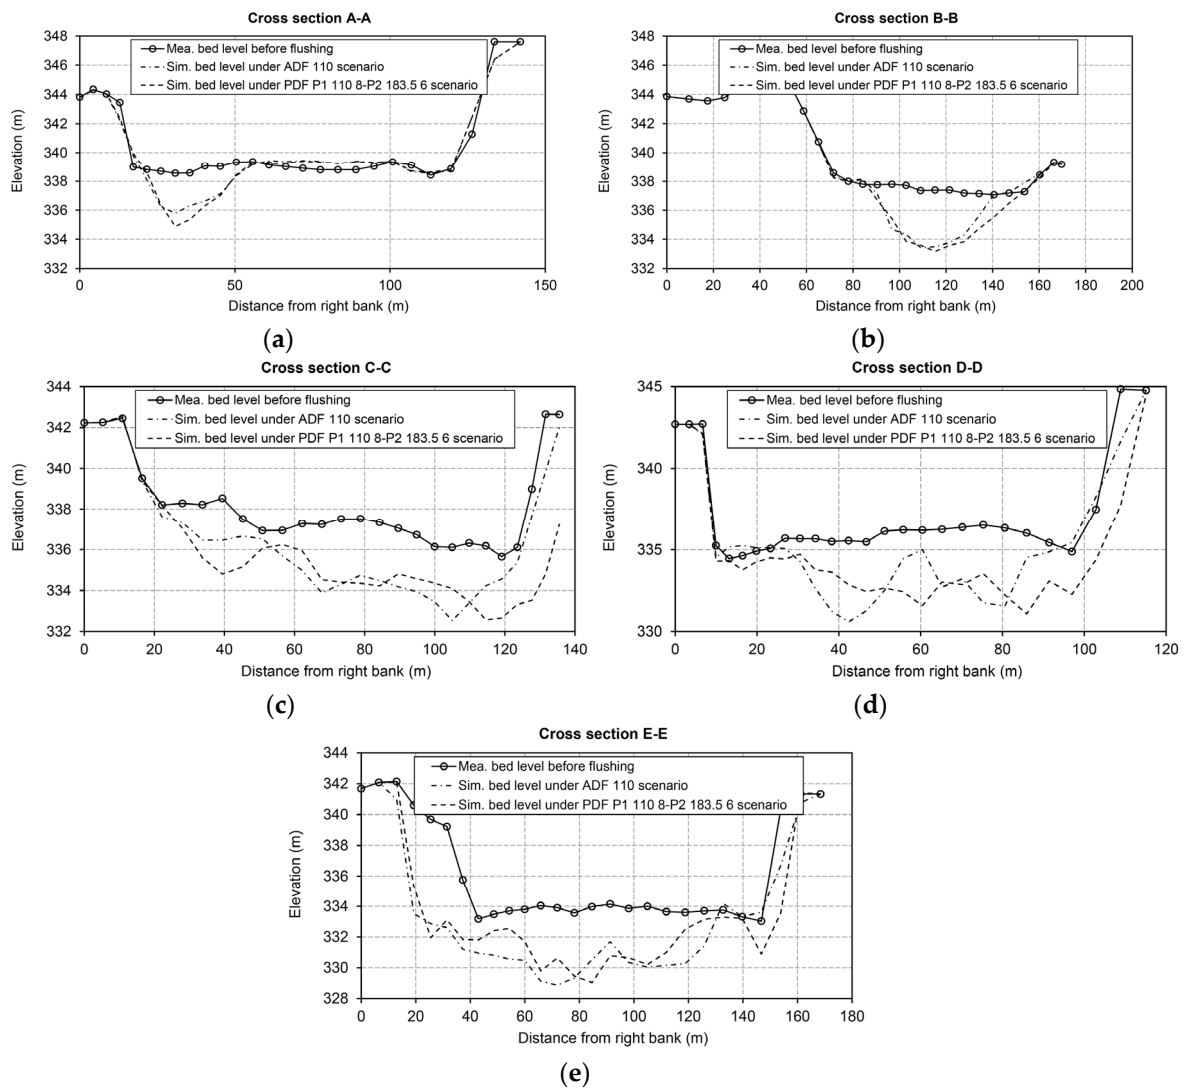 Cross section A-A
348
346
344
342
340
338
336
334
332
Elevation (m)
Mea. bed level before flushing
Sim. bed level under ADF 110 scenario
Sim. bed level under PDF P1 110 8-P2 183.5 6 scenario
0 50 100 150
Distance from right bank (m)
(a)
Cross section B-B
348
346
344
342
340
338
336
334
332
Elevation (m)
Mea. bed level before flushing
Sim. bed level under ADF 110 scenario
Sim. bed level under PDF P1 110 8-P2 183.5 6 scenario
0 20 40 60 80 100 120 140 160 180 200
Distance from right bank (m)
(b)
Cross section C-C
344
342
340
338
336
334
332
Elevation (m)
Mea. bed level before flushing
Sim. bed level under ADF 110 scenario
Sim. bed level under PDF P1 110 8-P2 183.5 6 scenario
0 20 40 60 80 100 120 140
Distance from right bank (m)
(c)
Cross section D-D
345
340
335
330
Elevation (m)
Mea. bed level before flushing
Sim. bed level under ADF 110 scenario
Sim. bed level under PDF P1 110 8-P2 183.5 6 scenario
0 20 40 60 80 100 120
Distance from right bank (m)
(d)
Cross section E-E
344
342
340
338
336
334
332
330
328
Elevation (m)
Mea. bed level before flushing
Sim. bed level under ADF 110 scenario
Sim. bed level under PDF P1 110 8-P2 183.5 6 scenario
0 20 40 60 80 100 120 140 160 180
Distance from right bank (m)
(e)